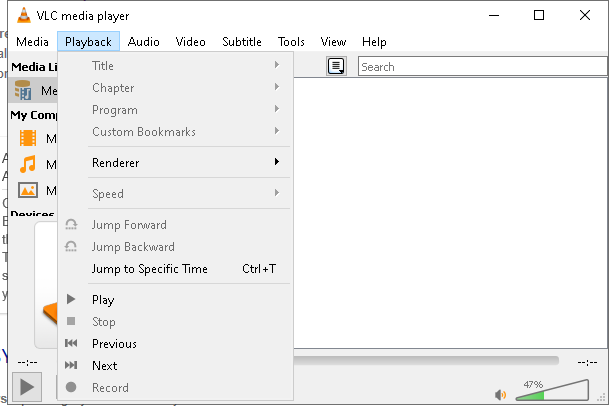 VLC media player
Media Playback Audio Video Subtitle Tools View Help
Media Li
Search
Me
My Comp
M
M
M
Devices
Title
Chapter
Program
Custom Bookmarks
Renderer
Speed
Jump Forward
Jump Backward
Jump to Specific Time Ctrl+T
Play
Stop
Previous
Next
Record
--:-- --:--
47%